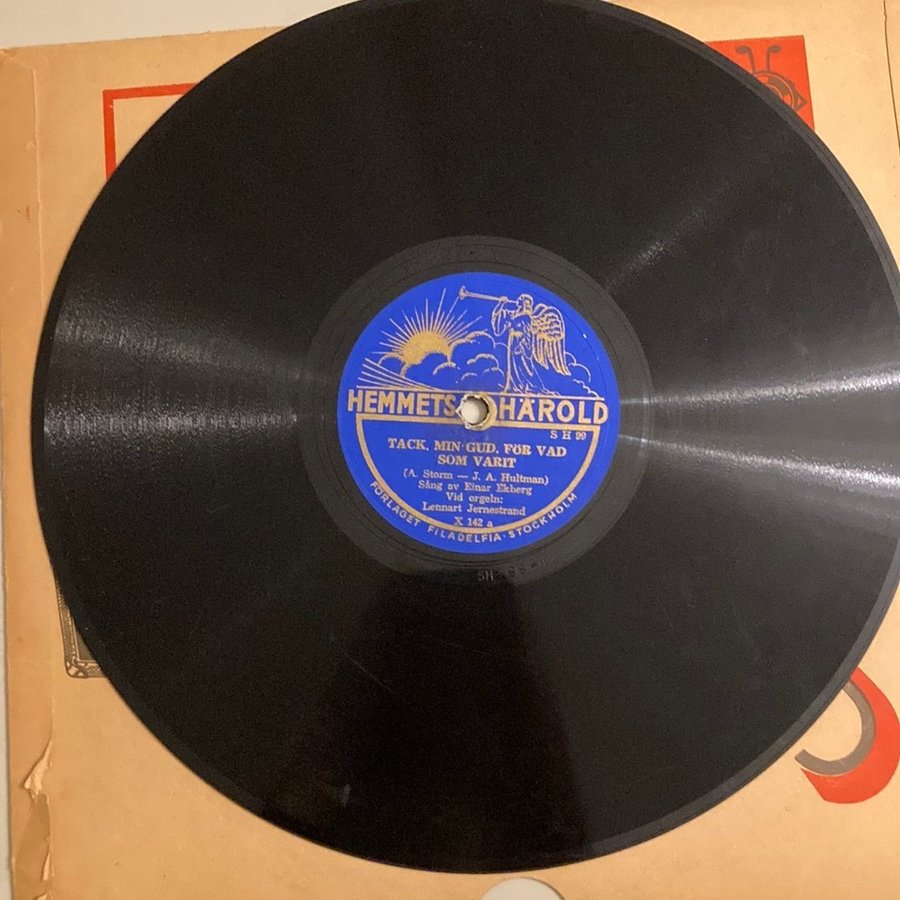 HEMMETS HÄROLD
S H 99
TACK, MIN GUD, FÖR VAD
SOM VARIT
(A. Storm — J. A. Hultman)
Sång av Einar Ekberg
Vid orgeln:
Lennart Jernestrand
X 142 a
FÖRLAGET FILADELFIA · STOCKHOLM